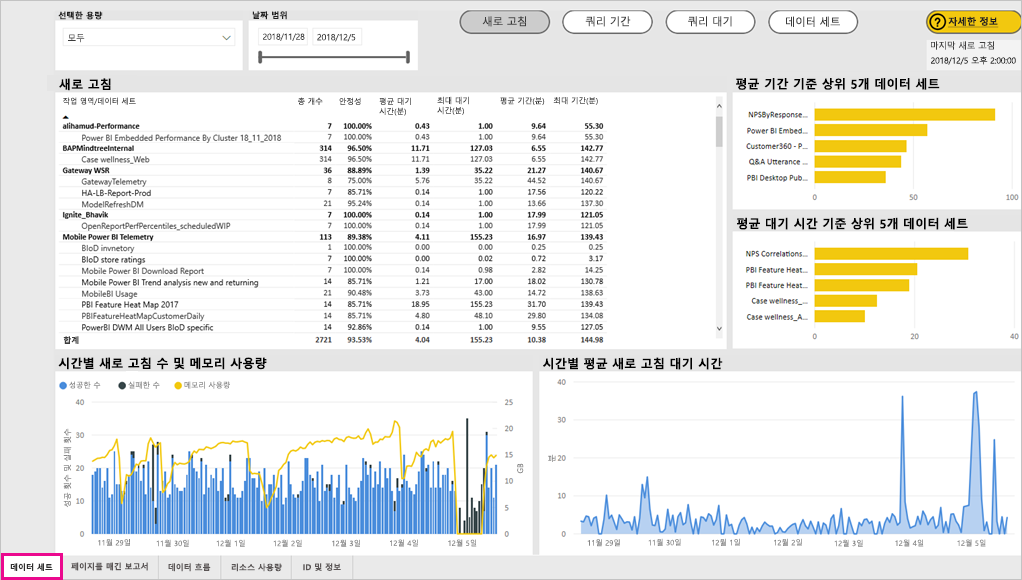 선택한 용량
모두
날짜 범위
2018/11/28 2018/12/5
새로 고침 쿼리 기간 쿼리 대기 데이터 세트
? 자세한 정보
마지막 새로 고침
2018/12/5 오후 2:00:00
새로 고침
작업 영역/데이터 세트 총 개수 안정성 평균 대기 시간(분) 최대 대기 시간(분) 평균 기간(분) 최대 기간(분)
alihamud-Performance 7 100.00% 0.43 1.00 9.64 55.30
Power BI Embedded Performance By Cluster 18_11_2018 7 100.00% 0.43 1.00 9.64 55.30
BAPMindtreeInternal 314 96.50% 11.71 127.03 6.55 142.77
Case wellness_Web 314 96.50% 11.71 127.03 6.55 142.77
Gateway WSR 36 88.89% 1.39 35.22 21.27 140.67
GatewayTelemetry 8 75.00% 5.76 35.22 44.52 140.67
HA-LB-Report-Prod 7 85.71% 0.14 1.00 17.56 120.22
ModelRefreshDM 21 95.24% 0.14 1.00 13.66 137.30
Ignite_Bhavik 7 100.00% 0.14 1.00 17.99 121.05
OpenReportPerfPercentiles_scheduledWIP 7 100.00% 0.14 1.00 17.99 121.05
Mobile Power BI Telemetry 113 89.38% 4.11 155.23 16.97 139.43
BIoD invnetory 1 100.00% 0.00 0.00 0.25 0.25
BIoD store ratings 7 100.00% 0.00 0.02 0.72 3.17
Mobile Power BI Download Report 7 100.00% 0.14 0.98 2.82 14.25
Mobile Power BI Trend analysis new and returning 14 85.71% 1.21 17.00 18.02 130.78
MobileBI Usage 21 90.48% 3.73 43.00 14.72 138.63
PBI Feature Heat Map 2017 14 85.71% 18.95 155.23 31.70 139.43
PBIFeatureHeatMapCustomerDaily 14 85.71% 4.80 48.10 29.80 134.08
PowerBI DWM All Users BIoD specific 14 92.86% 0.14 1.00 9.55 127.05
합계 2721 93.53% 4.04 155.23 10.38 144.98
평균 기간 기준 상위 5개 데이터 세트
NPSByResponse...
Power BI Embed...
Customer360 - P...
Q&A Utterance ...
PBI Desktop Pub...
0 50 100
평균 대기 시간 기준 상위 5개 데이터 세트
NPS Correlations...
PBI Feature Heat...
PBI Feature Heat...
Case wellness_...
Case wellness_A...
0 20 40
시간별 새로 고침 수 및 메모리 사용량
성공한 수 실패한 수 메모리 사용량
성공 횟수 및 실패 횟수
40
30
20
10
0
25
20
15
10
5
0
GB
11월 29일 11월 30일 12월 1일 12월 2일 12월 3일 12월 4일 12월 5일
시간별 평균 새로 고침 대기 시간
분
40
30
20
10
0
11월 29일 11월 30일 12월 1일 12월 2일 12월 3일 12월 4일 12월 5일
데이터 세트 페이지를 매긴 보고서 데이터 흐름 리소스 사용량 ID 및 정보